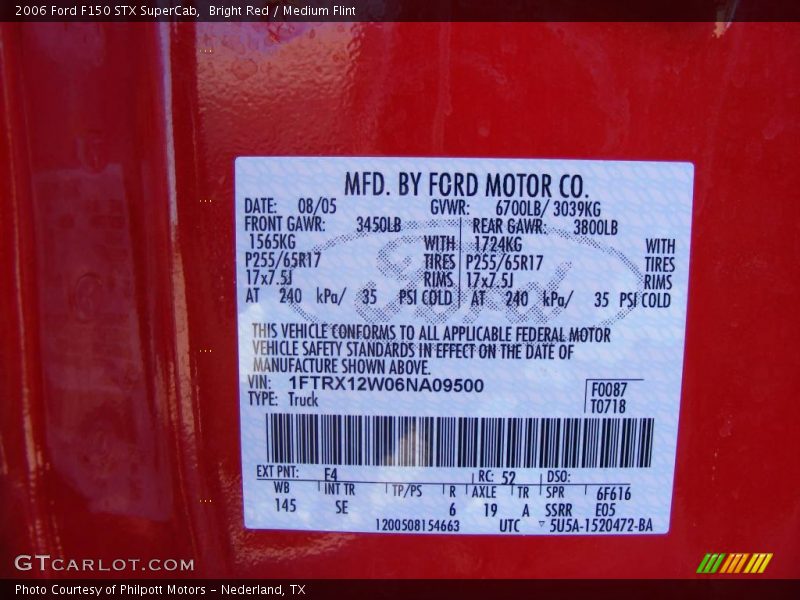 2006 Ford F150 STX SuperCab,  Bright Red / Medium Flint
MFD. BY FORD MOTOR CO.
DATE: 08/05 GVWR: 6700LB/ 3039KG
FRONT GAWR: 3450LB REAR GAWR: 3800LB
1565KG WITH 1724KG WITH
P255/65R17 TIRES P255/65R17 TIRES
17x7.5J RIMS 17x7.5J RIMS
AT 240 kPa/ 35 PSI COLD AT 240 kPa/ 35 PSI COLD
Ford
THIS VEHICLE CONFORMS TO ALL APPLICABLE FEDERAL MOTOR
VEHICLE SAFETY STANDARDS IN EFFECT ON THE DATE OF
MANUFACTURE SHOWN ABOVE.
VIN: 1FTRX12W06NA09500 F0087
TYPE: Truck T0718
EXT PNT: E4 RC: 52 DSO:
WB INT TR TP/PS R AXLE TR SPR 6F616
145 SE 6 19 A SSRR E05
1200508154663 UTC ▽ 5U5A-1520472-BA
GTCARLOT.COM
Photo Courtesy of Philpott Motors - Nederland, TX